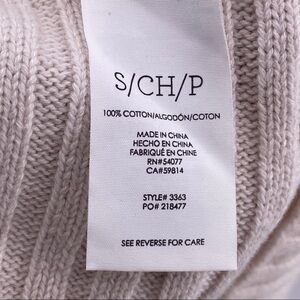 S/CH/P
100% COTTON/ALGODÓN/COTON
MADE IN CHINA
HECHO EN CHINA
FABRIQUÉ EN CHINE
RN#54077
CA#59814
STYLE# 3363
PO# 218477
SEE REVERSE FOR CARE